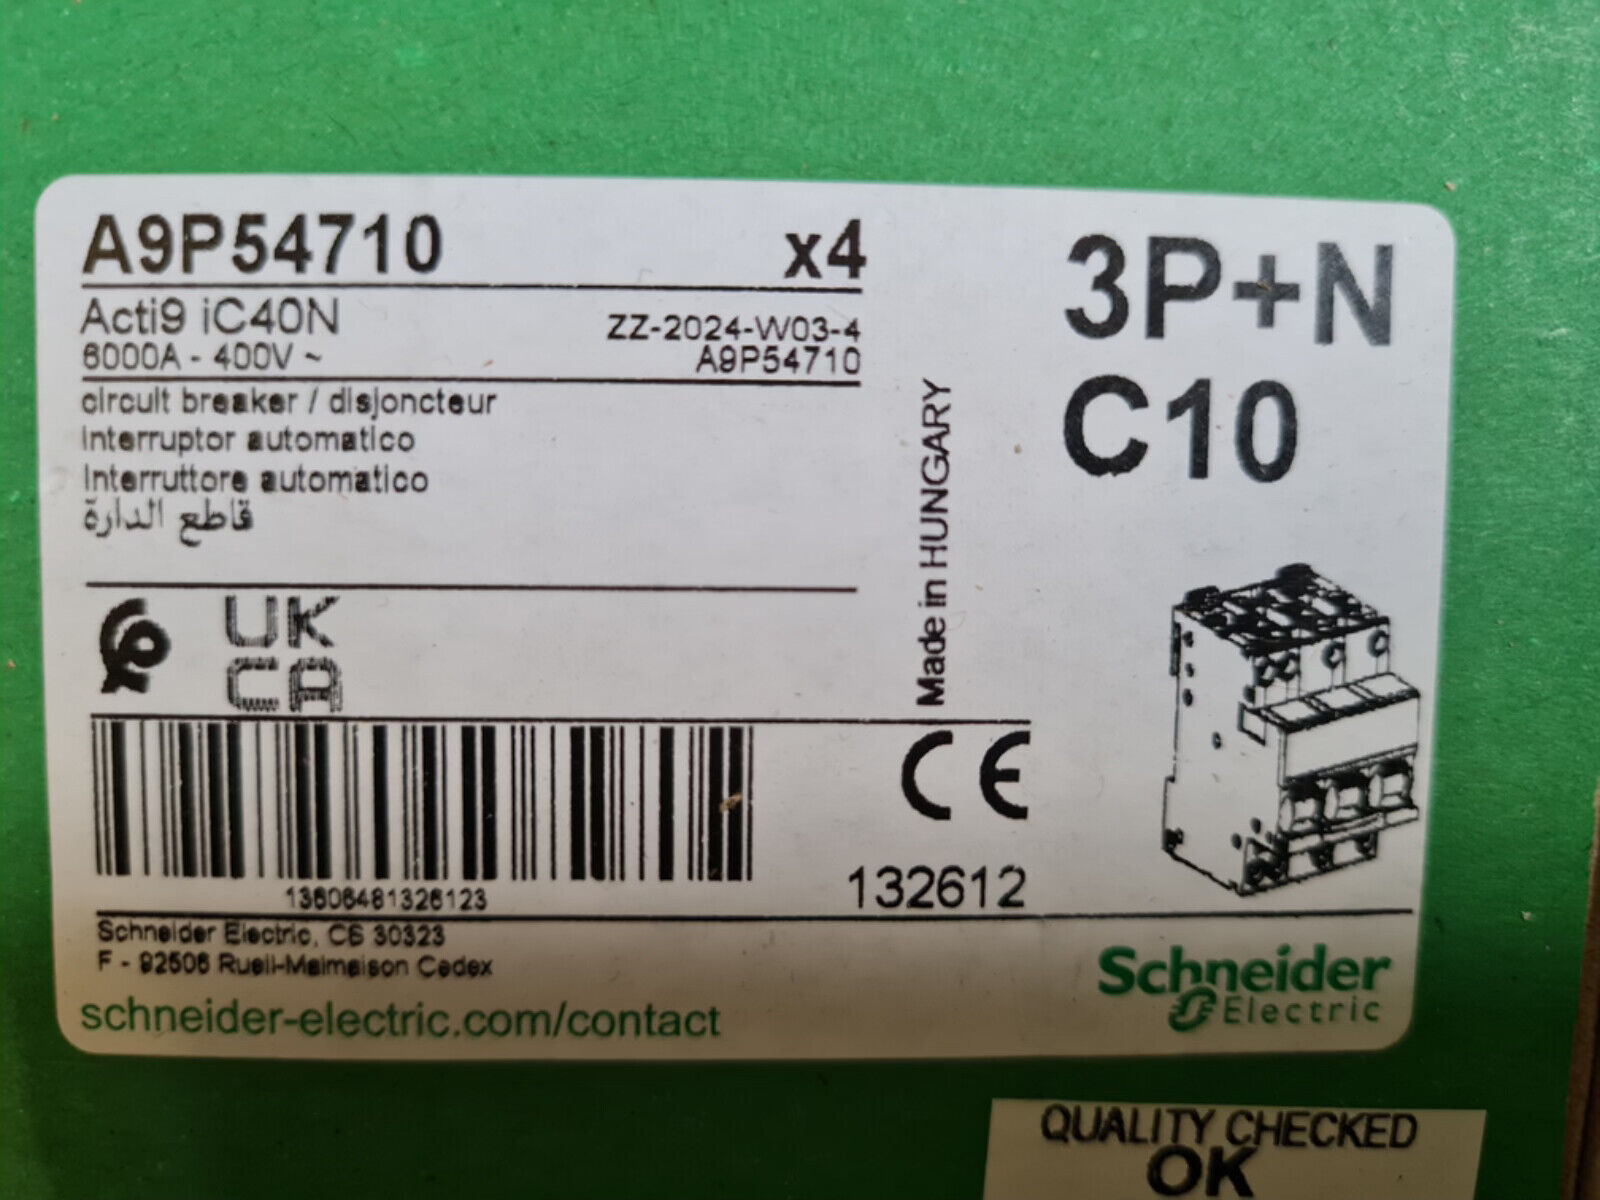 A9P54710 x4
Acti9 iC40N
6000A - 400V ~
ZZ-2024-W03-4
A9P54710
circuit breaker / disjoncteur
Interruptor automatico
Interruttore automatico
قاطع الدارة
3P+N
C10
Made in HUNGARY
UK
CA
CE
13606481326123
132612
Schneider Electric, CS 30323
F - 92506 Rueil-Malmaison Cedex
schneider-electric.com/contact
Schneider
Electric
QUALITY CHECKED
OK